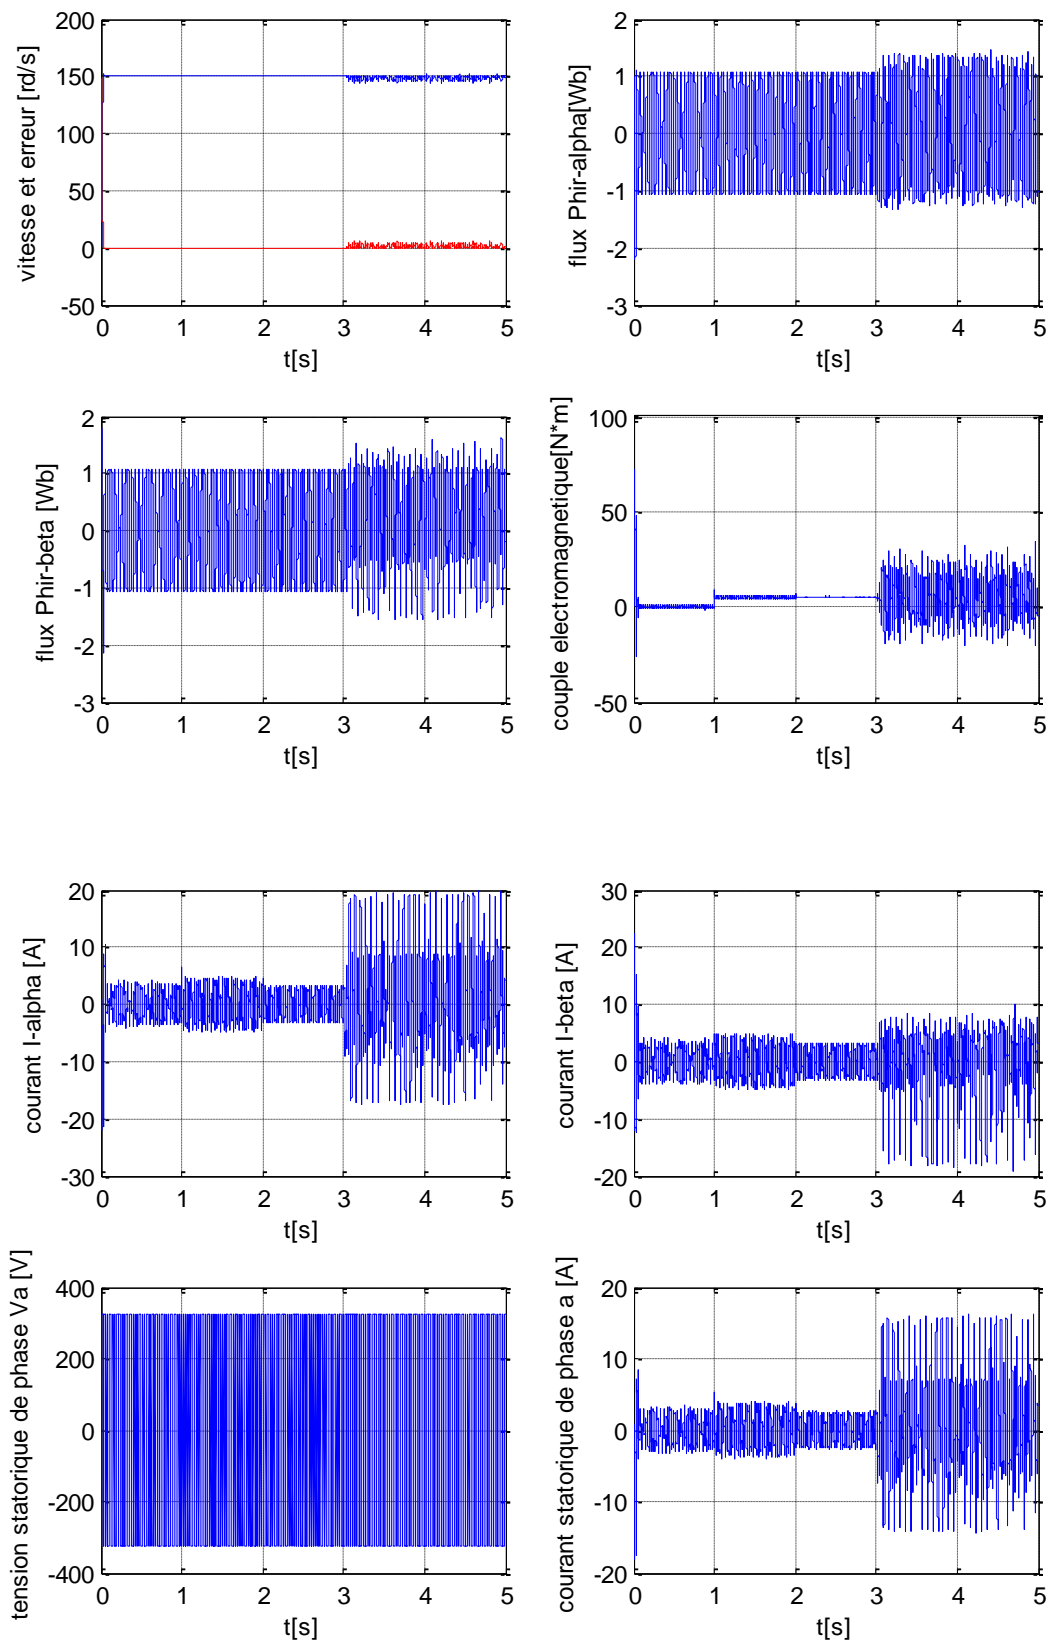 vitesse et erreur [rd/s]
200
150
100
50
0
-50
0 1 2 3 4 5
t[s]
flux Phir-alpha[Wb]
2
1
0
-1
-2
-3
0 1 2 3 4 5
t[s]
flux Phir-beta [Wb]
2
1
0
-1
-2
-3
0 1 2 3 4 5
t[s]
couple electromagnetique[N*m]
100
50
0
-50
0 1 2 3 4 5
t[s]
courant I-alpha [A]
20
10
0
-10
-20
-30
0 1 2 3 4 5
t[s]
courant I-beta [A]
30
20
10
0
-10
-20
0 1 2 3 4 5
t[s]
tension statorique de phase Va [V]
400
200
0
-200
-400
0 1 2 3 4 5
t[s]
courant statorique de phase a [A]
20
10
0
-10
-20
0 1 2 3 4 5
t[s]